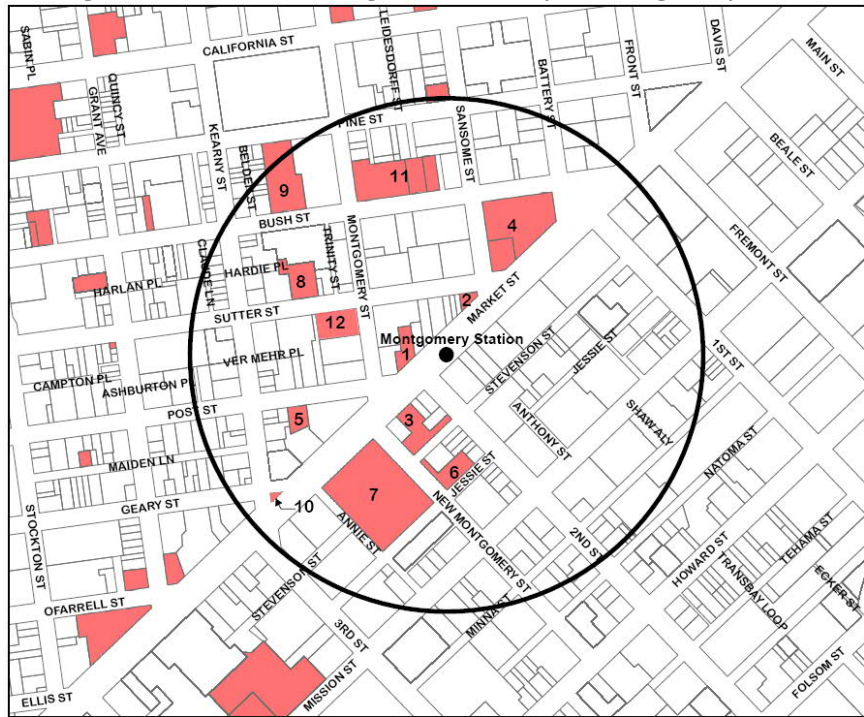 SABIN PL
QUINCY ST
GRANT AVE
CALIFORNIA ST
LEIDESDORFF ST
FRONT ST
DAVIS ST
MAIN ST
BATTERY ST
SANSOME ST
BEALE ST
KEARNY ST
BELDEN ST
PINE ST
9
11
BUSH ST
4
MONTGOMERY ST
TRINITY ST
FREMONT ST
CLAUDE LN
HARDIE PL
8
HARLAN PL
SUTTER ST
12
2
MARKET ST
Montgomery Station
1
STEVENSON ST
JESSIE ST
1ST ST
VER MEHR PL
CAMPTON PL
ASHBURTON PL
POST ST
5
3
ANTHONY ST
SHAW ALY
MAIDEN LN
6
JESSIE ST
NATOMA ST
7
GEARY ST
10
STOCKTON ST
ANNIE ST
NEW MONTGOMERY ST
2ND ST
HOWARD ST
TEHAMA ST
TRANSBAY LOOP
ECKER ST
STEVENSON ST
OFARRELL ST
MINNA ST
3RD ST
MISSION ST
FOLSOM ST
ELLIS ST